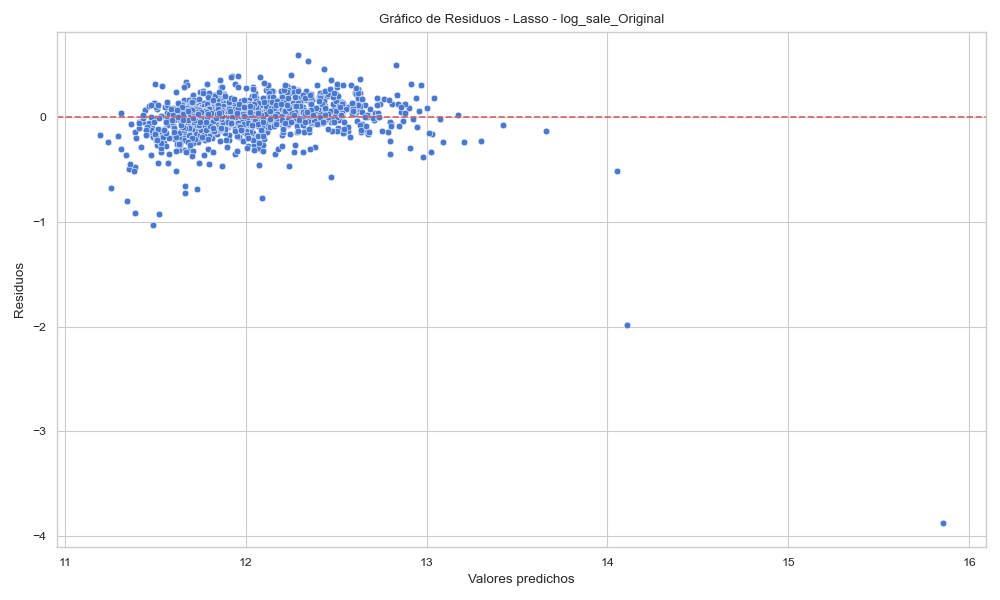 Gráfico de Residuos - Lasso - log_sale_Original
Residuos
0
−1
−2
−3
−4
11 12 13 14 15 16
Valores predichos